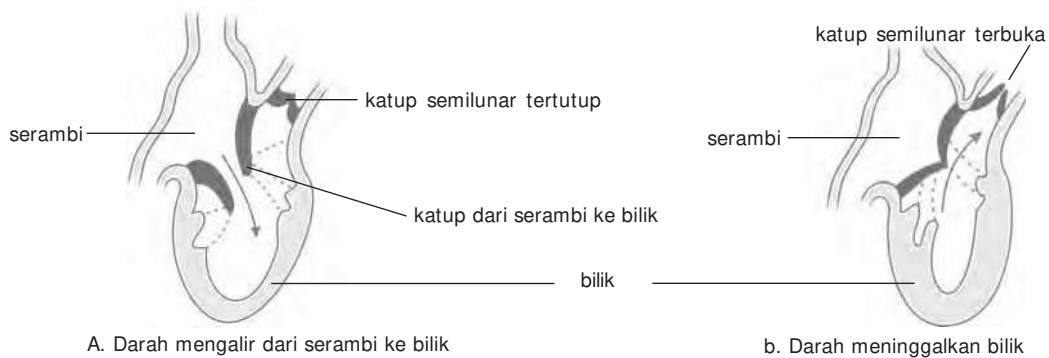 katup semilunar terbuka
katup semilunar tertutup
serambi
serambi
katup dari serambi ke bilik
bilik
A. Darah mengalir dari serambi ke bilik
b. Darah meninggalkan bilik